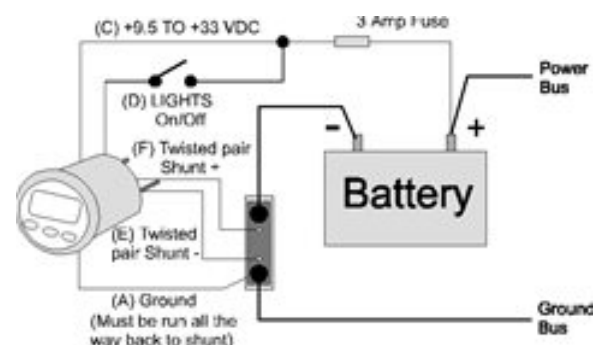 (C) +9.5 TO +33 VDC
3 Amp Fuse
Power
Bus
(D) LIGHTS
On/Off
(F) Twisted pair
Shunt +
-
+
Battery
(E) Twisted
pair Shunt -
(A) Ground
(Must be run all the
way back to shunt)
Ground
Bus